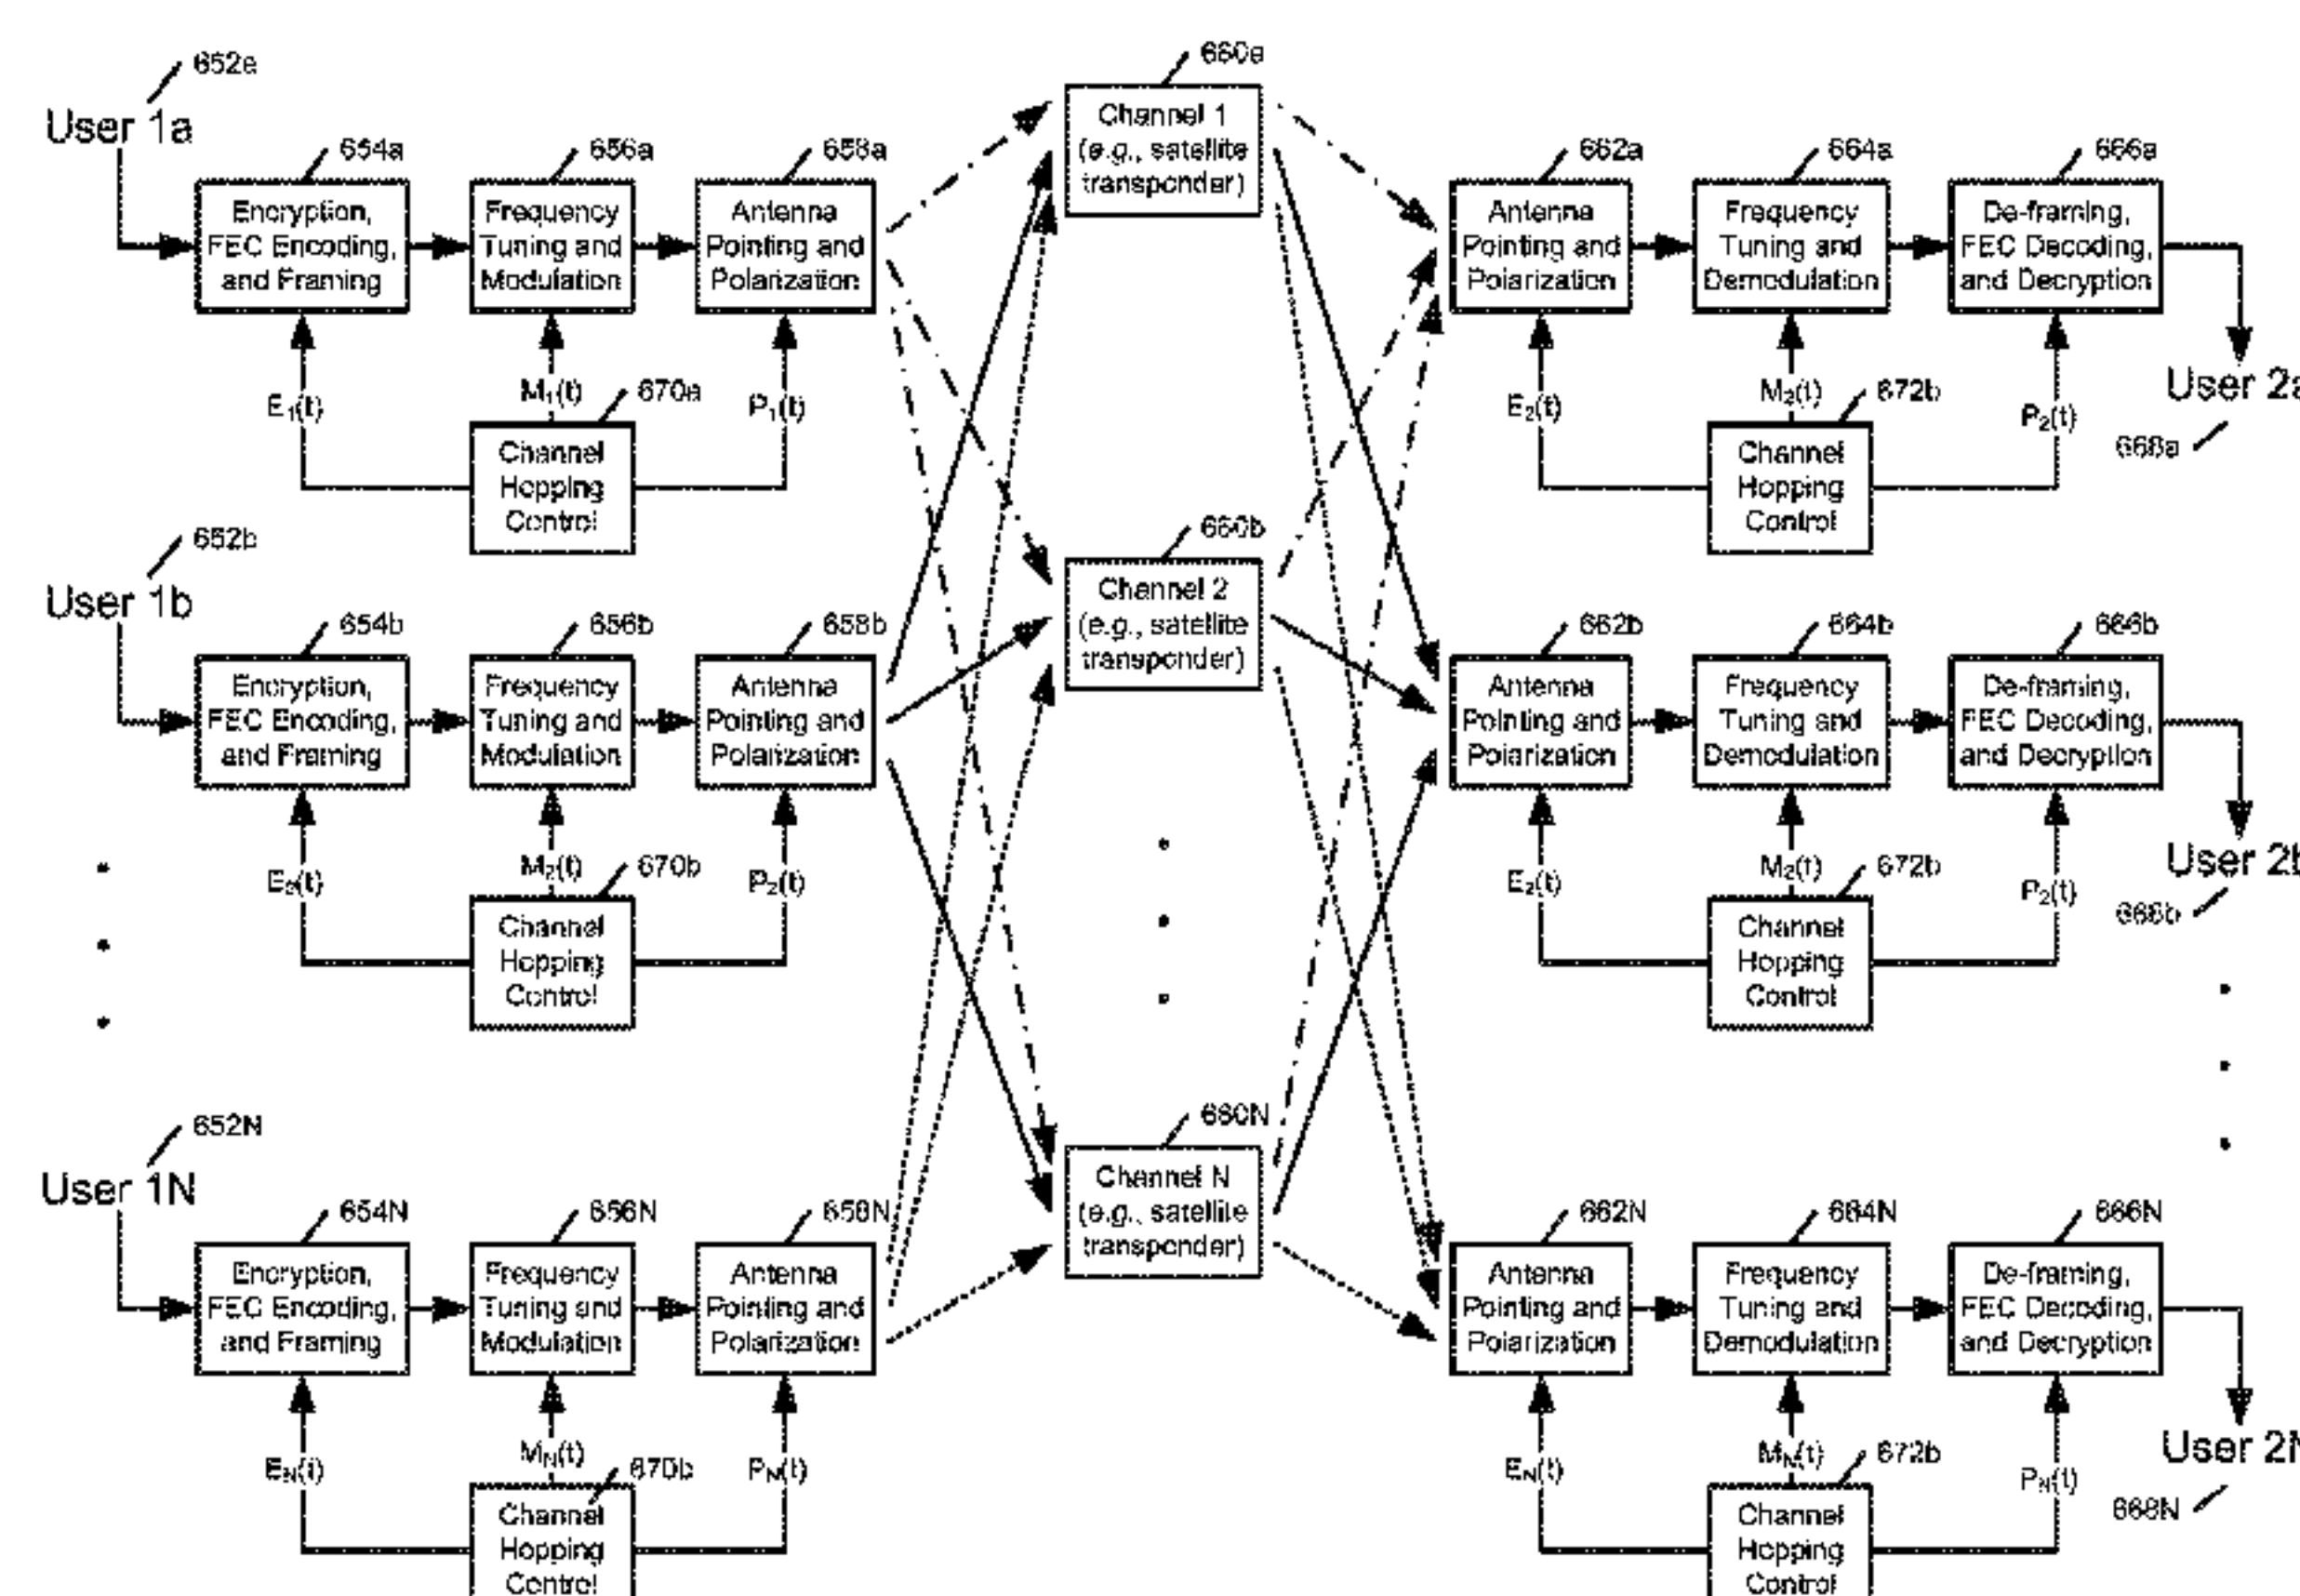 652a
User 1a
654a
Encryption,
FEC Encoding,
and Framing
656a
Frequency
Tuning and
Modulation
658a
Antenna
Pointing and
Polarization
E₁(t)
M₁(t)
P₁(t)
670a
Channel
Hopping
Control
660a
Channel 1
(e.g., satellite
transponder)
662a
Antenna
Pointing and
Polarization
664a
Frequency
Tuning and
Demodulation
666a
De-framing,
FEC Decoding,
and Decryption
E₂(t)
M₂(t)
P₂(t)
672b
Channel
Hopping
Control
User 2a
668a
652b
User 1b
654b
Encryption,
FEC Encoding,
and Framing
656b
Frequency
Tuning and
Modulation
658b
Antenna
Pointing and
Polarization
E₂(t)
M₂(t)
P₂(t)
670b
Channel
Hopping
Control
660b
Channel 2
(e.g., satellite
transponder)
662b
Antenna
Pointing and
Polarization
664b
Frequency
Tuning and
Demodulation
666b
De-framing,
FEC Decoding,
and Decryption
E₂(t)
M₂(t)
P₂(t)
672b
Channel
Hopping
Control
User 2b
668b
652N
User 1N
654N
Encryption,
FEC Encoding,
and Framing
656N
Frequency
Tuning and
Modulation
658N
Antenna
Pointing and
Polarization
Eₙ(t)
Mₙ(t)
Pₙ(t)
670b
Channel
Hopping
Control
660N
Channel N
(e.g., satellite
transponder)
662N
Antenna
Pointing and
Polarization
664N
Frequency
Tuning and
Demodulation
666N
De-framing,
FEC Decoding,
and Decryption
Eₙ(t)
Mₙ(t)
Pₙ(t)
672b
Channel
Hopping
Control
User 2N
668N